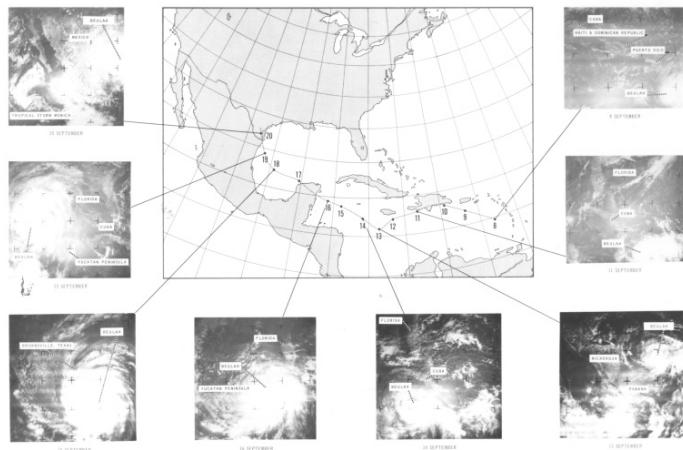 BEULAH
MEXICO
TROPICAL STORM MONICA
20 SEPTEMBER
CUBA
HAITI & DOMINICAN REPUBLIC
PUERTO RICO
BEULAH
8 SEPTEMBER
20
19
18
17
16
15
14
13
12
11
10
9
8
FLORIDA
CUBA
BEULAH
YUCATAN PENINSULA
FLORIDA
CUBA
BEULAH
11 SEPTEMBER
BEULAH
BROWNSVILLE, TEXAS
FLORIDA
BEULAH
YUCATAN PENINSULA
16 SEPTEMBER
FLORIDA
CUBA
BEULAH
14 SEPTEMBER
BEULAH
NICARAGUA
PANAMA
13 SEPTEMBER